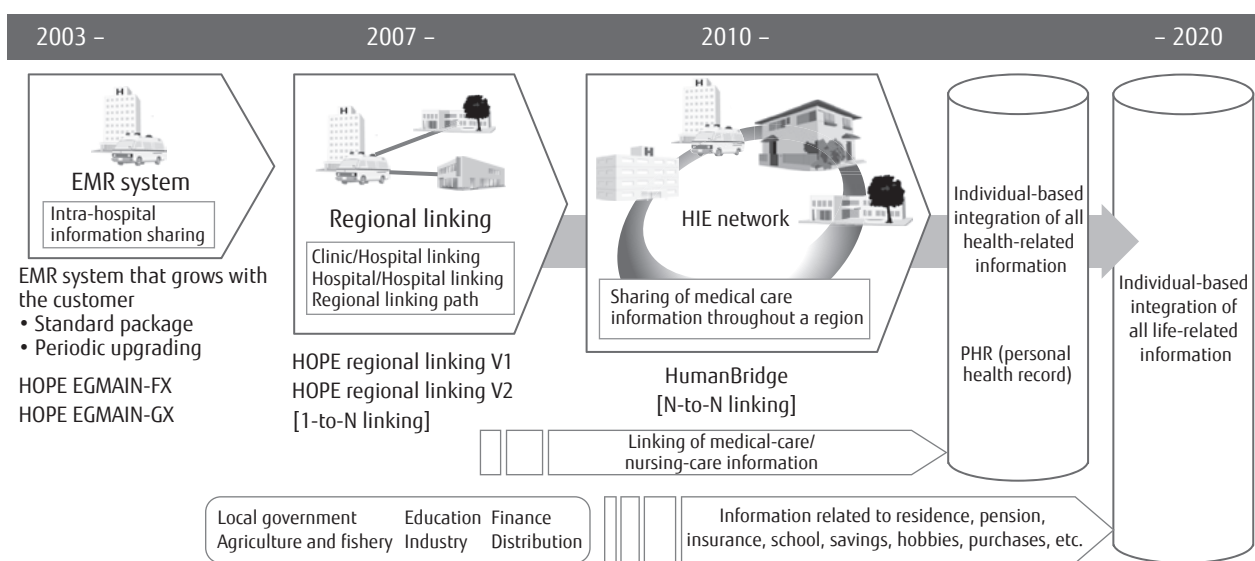 2003 –
2007 –
2010 –
– 2020
H
EMR system
Intra-hospital
information sharing
EMR system that grows with
the customer
• Standard package
• Periodic upgrading
HOPE EGMAIN-FX
HOPE EGMAIN-GX
H
Regional linking
Clinic/Hospital linking
Hospital/Hospital linking
Regional linking path
HOPE regional linking V1
HOPE regional linking V2
[1-to-N linking]
H
H
HIE network
Sharing of medical care
information throughout a region
HumanBridge
[N-to-N linking]
Individual-based
integration of all
health-related
information
PHR (personal
health record)
Individual-based
integration of
all life-related
information
Linking of medical-care/
nursing-care information
Local government Education Finance
Agriculture and fishery Industry Distribution
Information related to residence, pension,
insurance, school, savings, hobbies, purchases, etc.